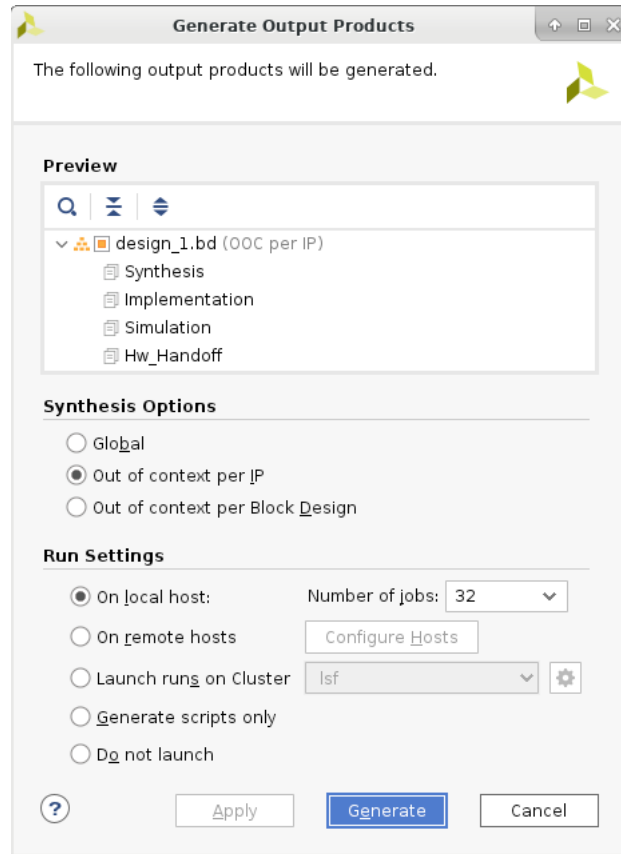 Generate Output Products
The following output products will be generated.
Preview
design_1.bd (OOC per IP)
Synthesis
Implementation
Simulation
Hw_Handoff
Synthesis Options
Global
Out of context per IP
Out of context per Block Design
Run Settings
On local host: Number of jobs: 32
On remote hosts Configure Hosts
Launch runs on Cluster lsf
Generate scripts only
Do not launch
? Apply Generate Cancel